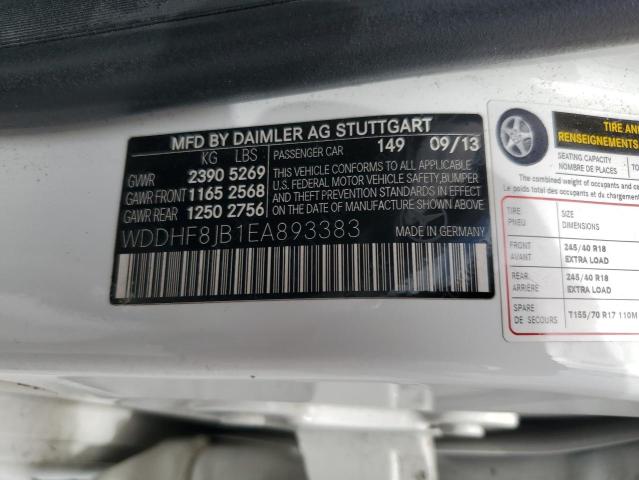 MFD BY DAIMLER AG STUTTGART
KG LBS PASSENGER CAR 149 09/13
GVWR 2390 5269
GAWR FRONT 1165 2568
GAWR REAR 1250 2756
THIS VEHICLE CONFORMS TO ALL APPLICABLE
U.S. FEDERAL MOTOR VEHICLE SAFETY, BUMPER
AND THEFT PREVENTION STANDARDS IN EFFECT
ON THE DATE OF MANUFACTURE SHOWN ABOVE
WDDHF8JB1EA893383 MADE IN GERMANY
TIRE
RENSEIGNEMENTS
SEATING CAPACITY
NOMBRE DE PLACES
The combined weight of occupants and
Le poids total des occupants et
TIRE SIZE
PNEU DIMENSIONS
FRONT 245/40 R18
AVANT EXTRA LOAD
REAR 245/40 R18
ARRIÈRE EXTRA LOAD
SPARE T155/70 R17 110M
DE SECOURS